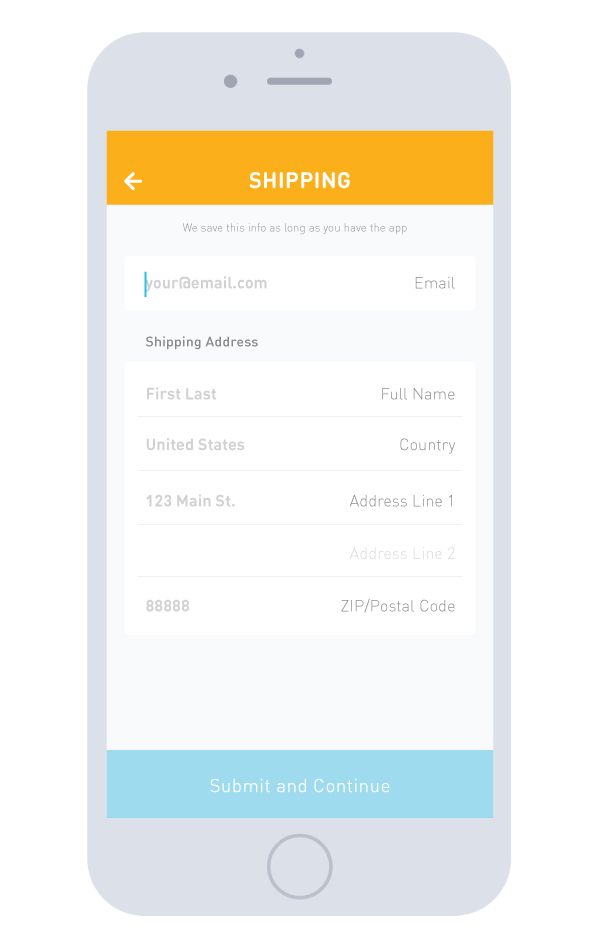 SHIPPING
We save this info as long as you have the app
your@email.com Email
Shipping Address
First Last Full Name
United States Country
123 Main St. Address Line 1
Address Line 2
88888 ZIP/Postal Code
Submit and Continue